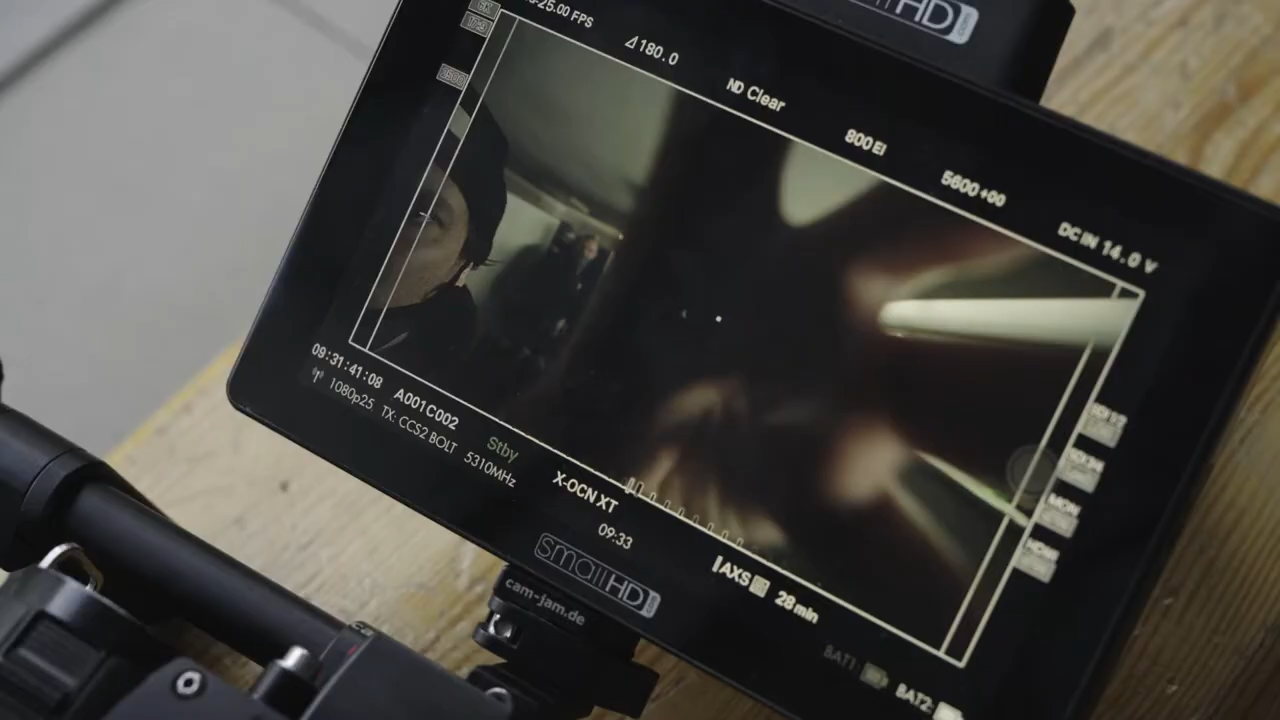 HD
25.00 FPS
180.0
ND Clear
800 EI
5600+00
DC IN 14.0 V
09:31:41:08
A001C002
Stby
1080p25 TX: CCS2 BOLT 5310MHz
X-OCN XT
09:33
AXS
28 min
BAT1:
BAT2:
smallHD
cam-jam.de